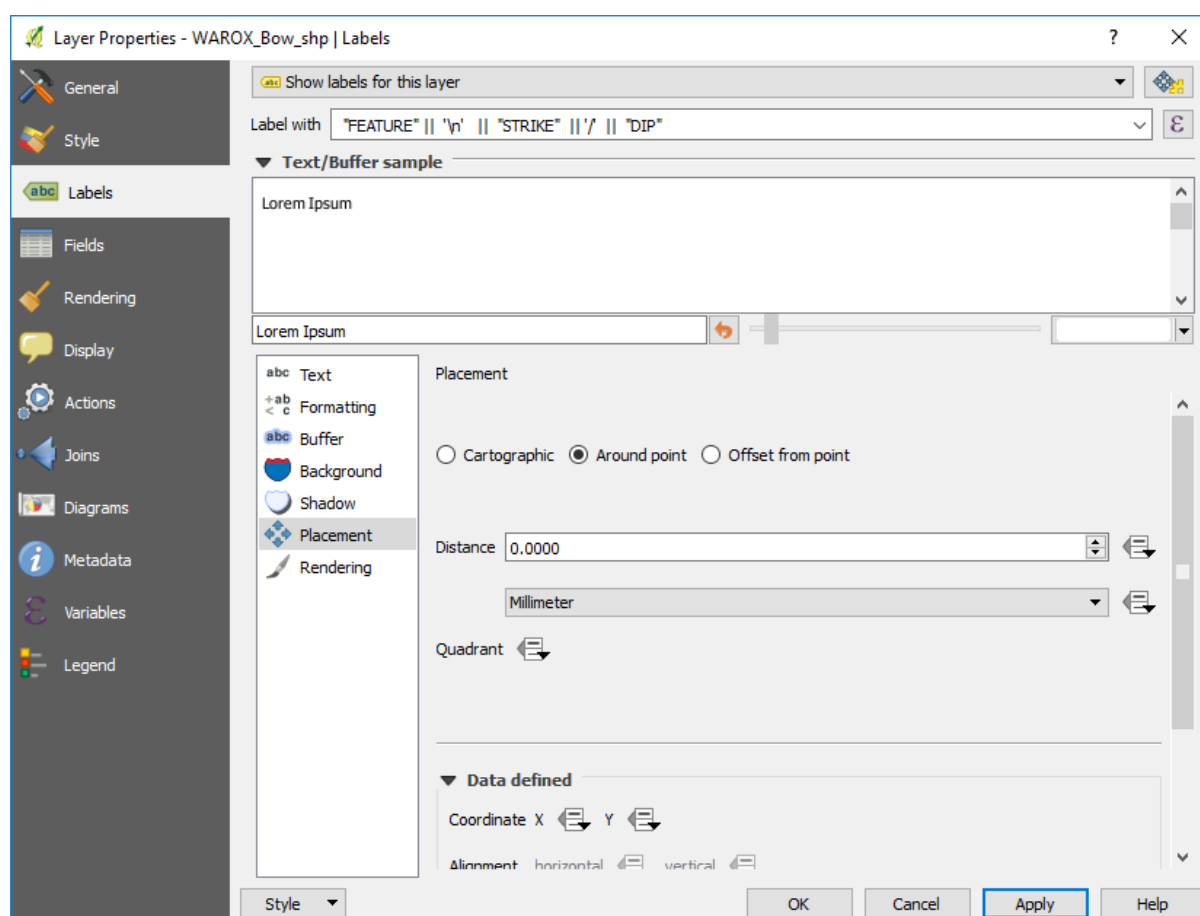 Layer Properties - WAROX_Bow_shp | Labels
?
General
Style
Labels
Fields
Rendering
Display
Actions
Joins
Diagrams
Metadata
Variables
Legend
Show labels for this layer
Label with "FEATURE" || '\n' || "STRIKE" ||'/' || "DIP"
Text/Buffer sample
Lorem Ipsum
Lorem Ipsum
Text
Formatting
Buffer
Background
Shadow
Placement
Rendering
Placement
Cartographic Around point Offset from point
Distance 0.0000
Millimeter
Quadrant
Data defined
Coordinate X Y
Alignment horizontal vertical
Style OK Cancel Apply Help